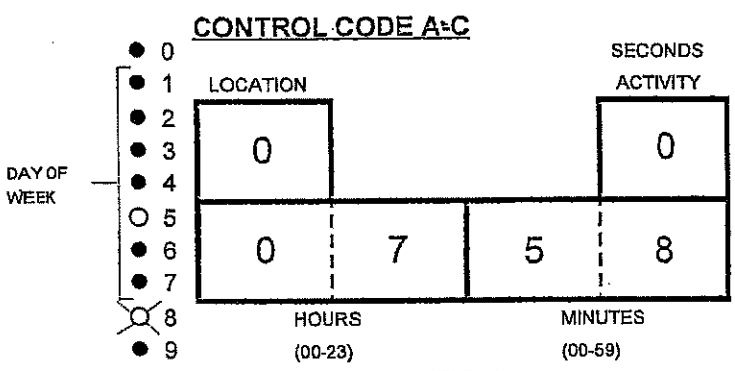 CONTROL CODE A-C
0
SECONDS
1
LOCATION
ACTIVITY
2
3
0
0
DAY OF
4
WEEK
5
6
0 7 5 8
7
8
HOURS
MINUTES
9
(00-23)
(00-59)